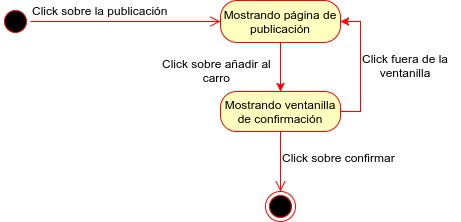 Click sobre la publicación
Mostrando página de
publicación
Click sobre añadir al
carro
Click fuera de la
ventanilla
Mostrando ventanilla
de confirmación
Click sobre confirmar